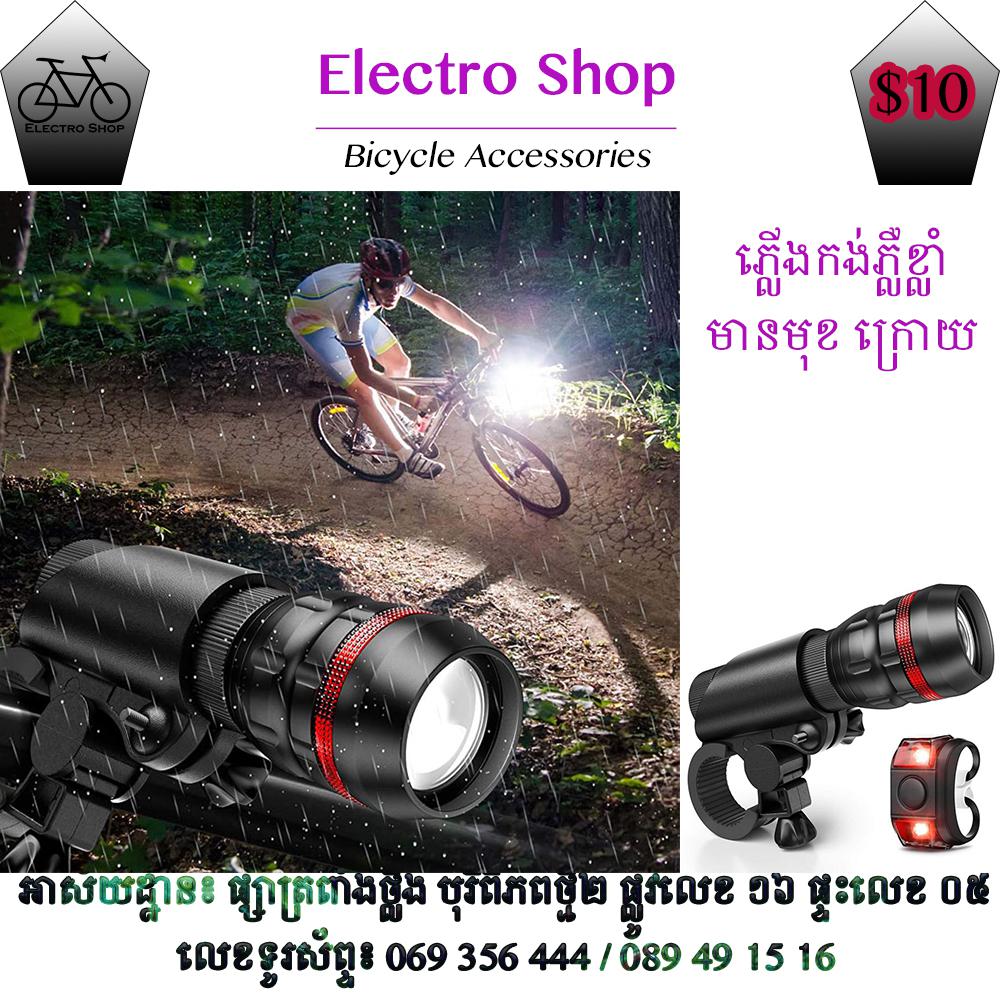 Electro Shop
Electro Shop
$10
Bicycle Accessories
ភ្លើងកង់ភ្លឺខ្លាំ
មានមុខ ក្រោយ
អាសយដ្ឋាន៖ ផ្សាត្រពាំងថ្លឹង បុរពិភពថ្មី២ ផ្លូវលេខ ១៦ ផ្ទះលេខ ០៥
លេខទូរស័ព្ទ៖ 069 356 444 / 089 49 15 16